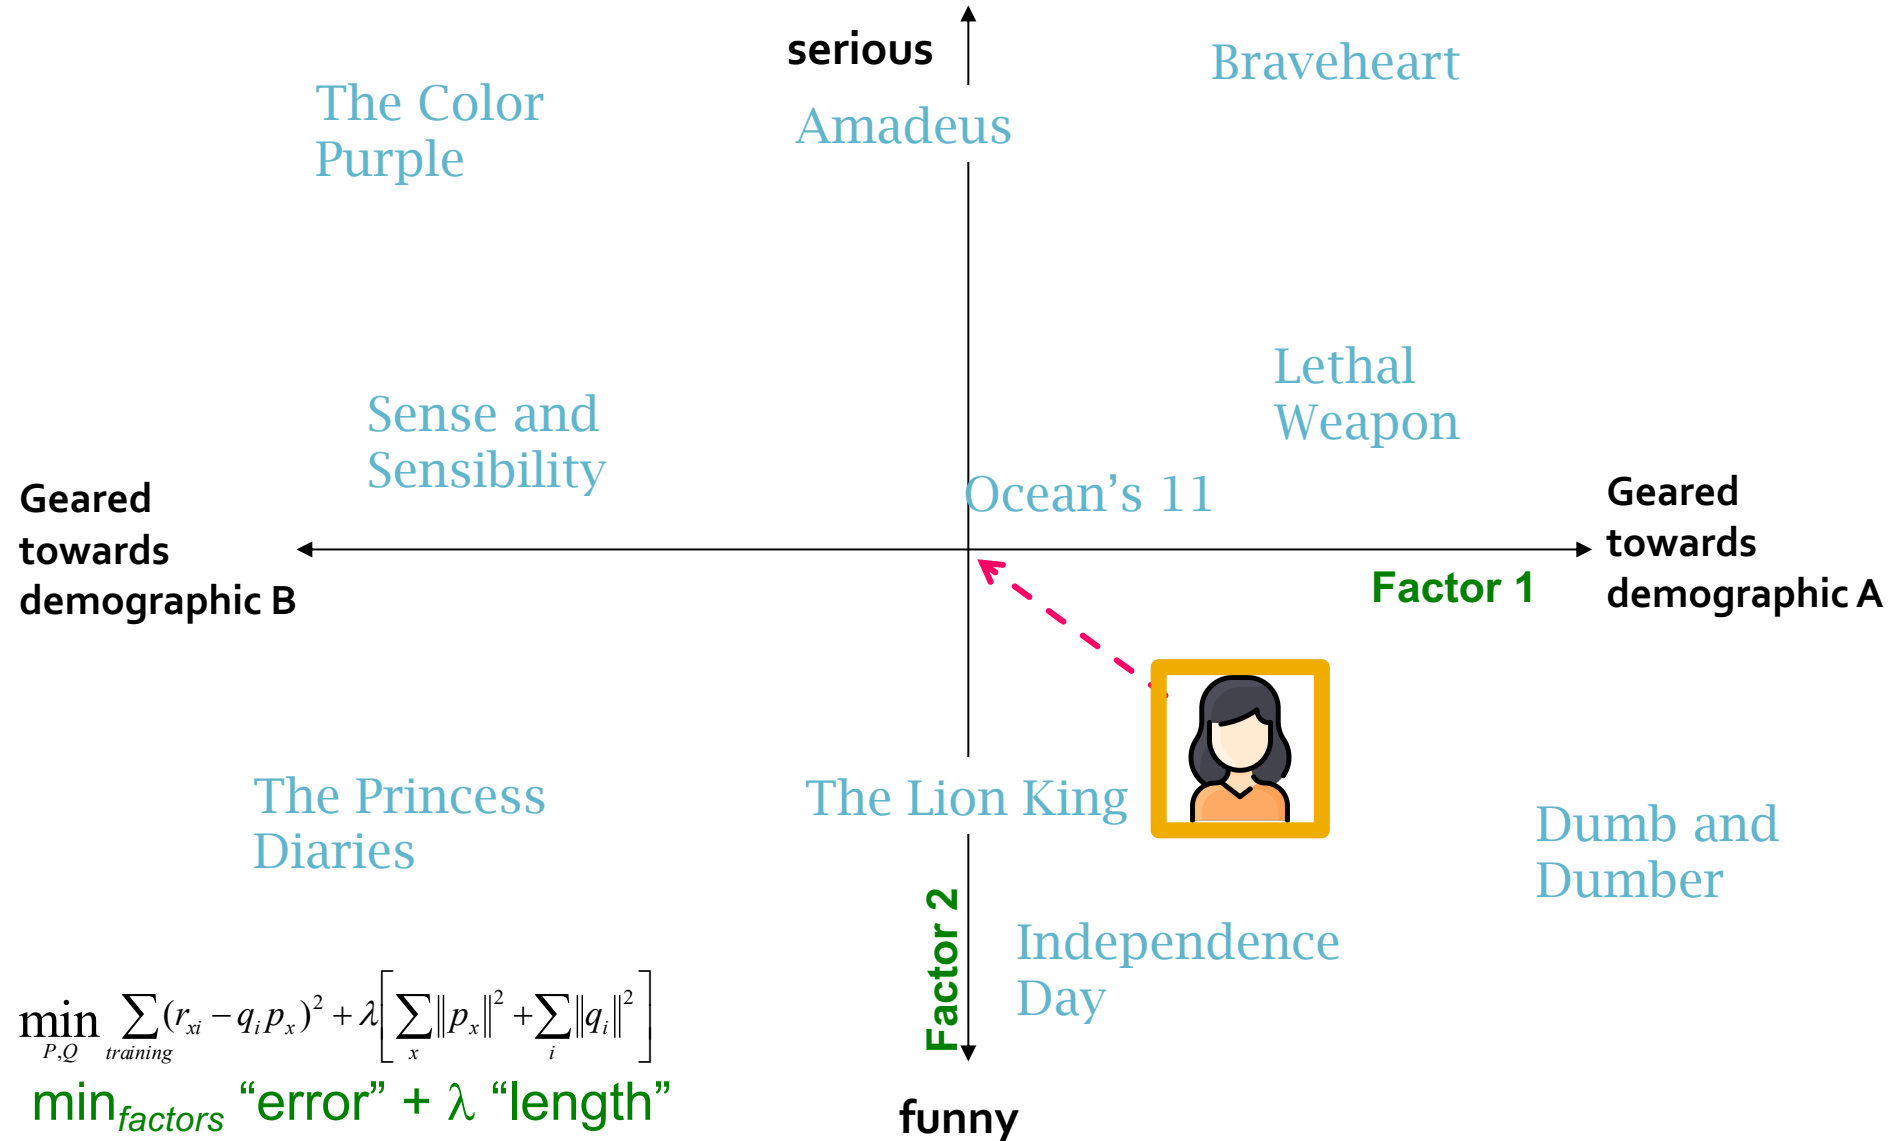 serious
Braveheart
The Color
Purple
Amadeus
Lethal
Weapon
Sense and
Sensibility
Ocean’s 11
Geared
towards
demographic B
Geared
towards
demographic A
Factor 1
The Princess
Diaries
The Lion King
Dumb and
Dumber
Factor 2
Independence
Day
min_{P,Q} ∑_{training} (r_{xi} − q_i p_x)^2 + λ[∑_x ‖p_x‖^2 + ∑_i ‖q_i‖^2]
min_{factors} “error” + λ “length”
funny